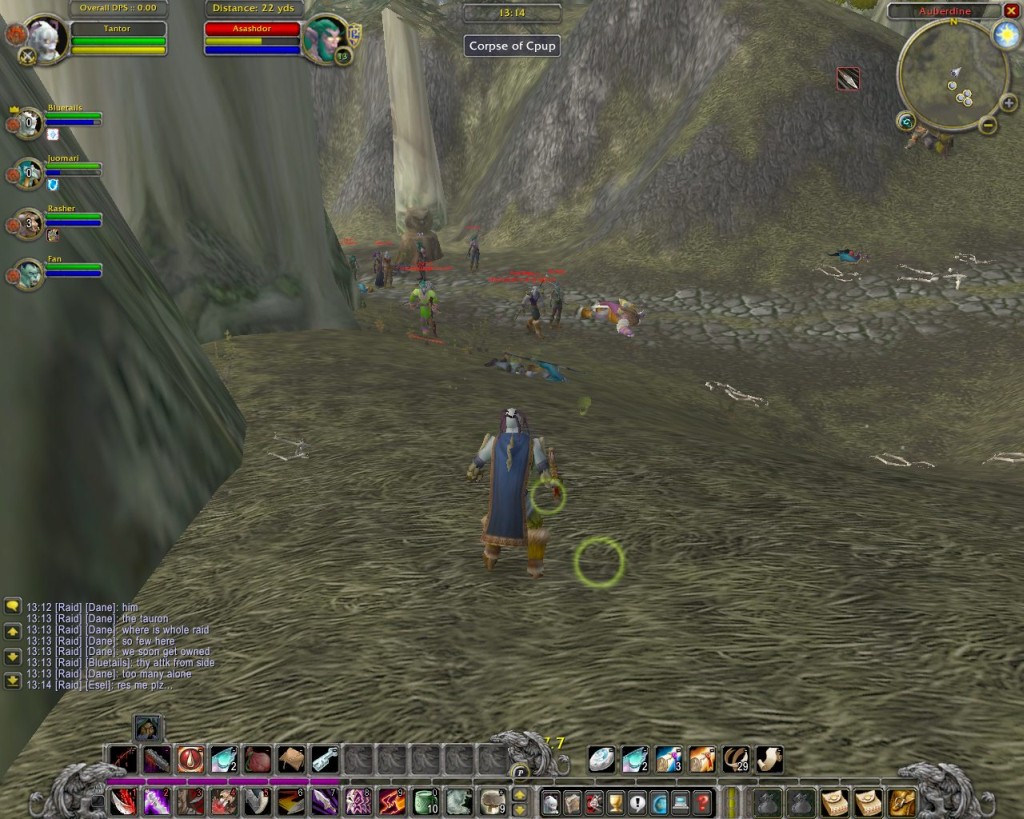 Overall DPS :: 0.00
Distance: 22 yds
13:14
Auberdine
Tantor
Asashdor
N
13
Corpse of Cpup
Bluetails
0
Juomari
0
Rasher
3
Fan
13:12 [Raid] [Dane]: him
13:13 [Raid] [Dane]: the tauron
13:13 [Raid] [Dane]: where is whole raid
13:13 [Raid] [Dane]: so few here
13:13 [Raid] [Dane]: we soon get owned
13:13 [Raid] [Bluetails]: thy attk from side
13:13 [Raid] [Dane]: too many alone
13:14 [Raid] [Esel]: res me plz...
7
2
2
3
29
P
10
9